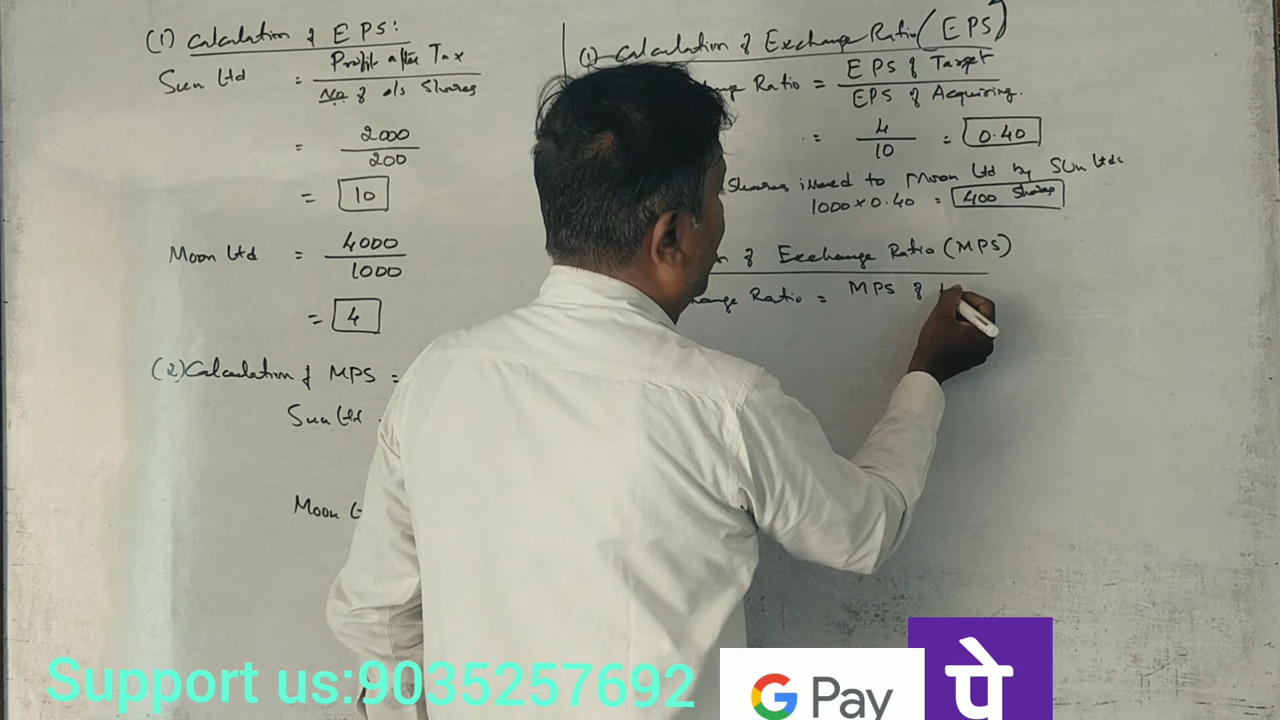 (1) Calculation of EPS:
Sun Ltd = Profit after Tax
No of o/s Shares
= 2000
200
= 10
Moon Ltd = 4000
1000
= 4
(2) Calculation of MPS =
Sun Ltd
Moon
(1) Calculation of Exchange Ratio (EPS)
Ratio = EPS of Target
EPS of Acquiring.
= 4
10
= 0.40
Shares issued to Moon Ltd by Sun Ltd
1000 x 0.40 = 400 Shares
of Exchange Ratio (MPS)
Ratio = MPS of
Support us:9035257692
G Pay
पे